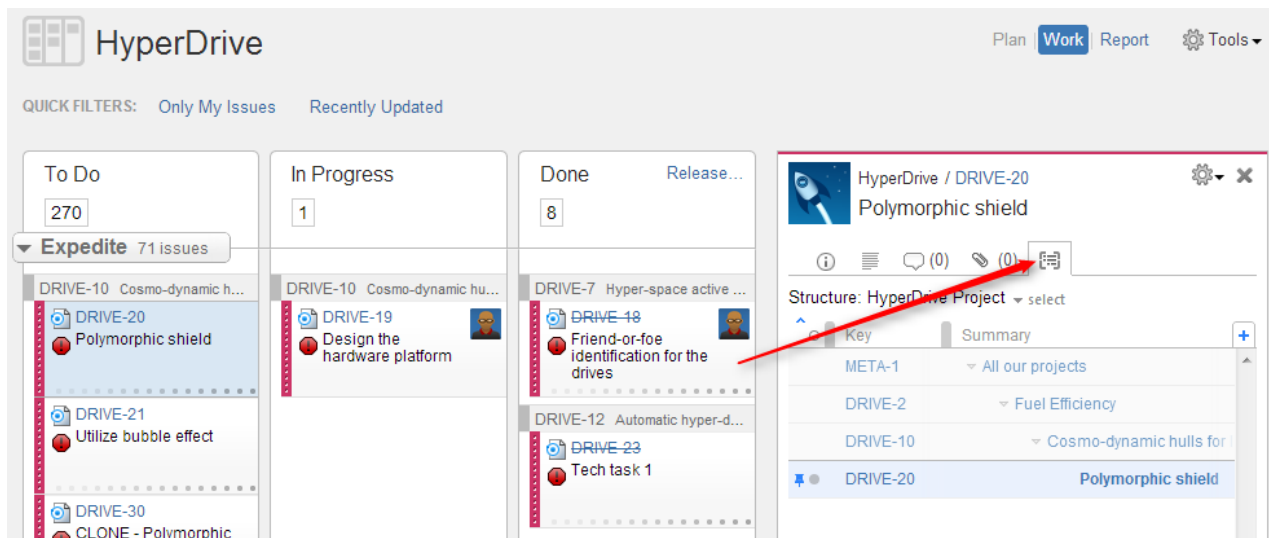 HyperDrive
Plan | Work | Report
Tools
QUICK FILTERS: Only My Issues Recently Updated
To Do
270
In Progress
1
Done Release...
8
Expedite 71 issues
DRIVE-10 Cosmo-dynamic h...
DRIVE-20
Polymorphic shield
DRIVE-21
Utilize bubble effect
DRIVE-30
CLONE - Polymorphic
DRIVE-10 Cosmo-dynamic hu...
DRIVE-19
Design the
hardware platform
DRIVE-7 Hyper-space active ...
DRIVE-18
Friend-or-foe
identification for the
drives
DRIVE-12 Automatic hyper-d...
DRIVE-23
Tech task 1
HyperDrive / DRIVE-20
Polymorphic shield
(0) (0)
Structure: HyperDrive Project select
Key Summary +
META-1 All our projects
DRIVE-2 Fuel Efficiency
DRIVE-10 Cosmo-dynamic hulls for
DRIVE-20 Polymorphic shield